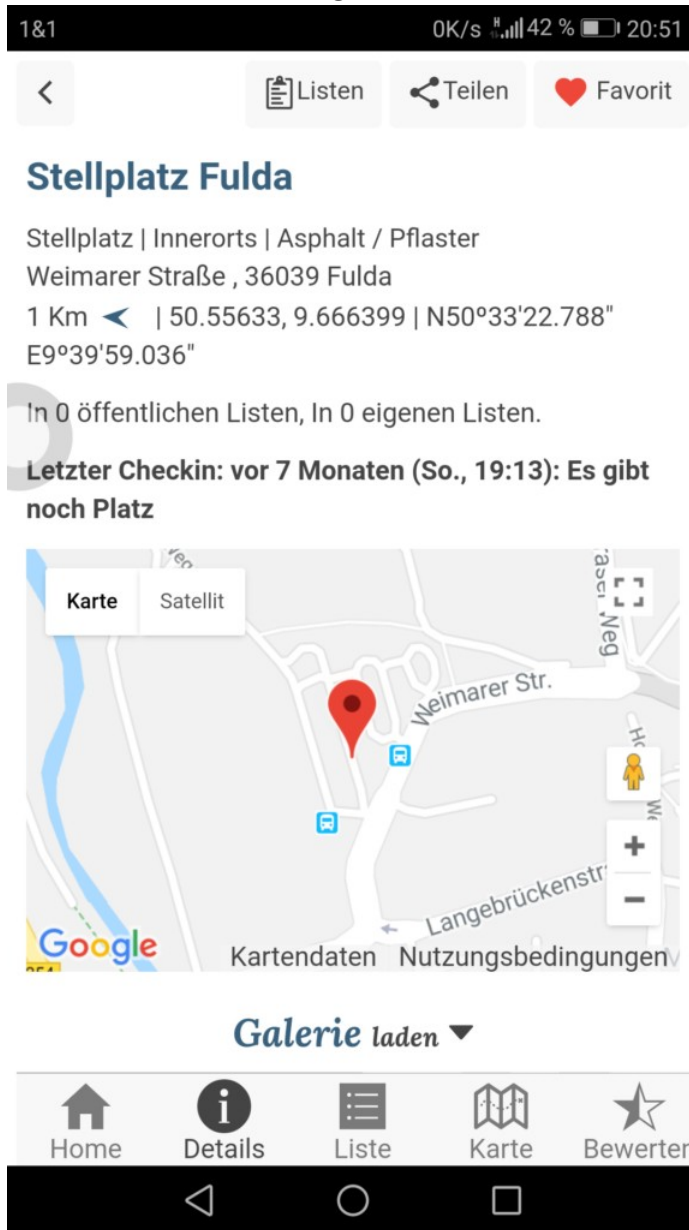 1&1 0K/s H 42 % 20:51
Listen Teilen Favorit
Stellplatz Fulda
Stellplatz | Innerorts | Asphalt / Pflaster
Weimarer Straße , 36039 Fulda
1 Km | 50.55633, 9.666399 | N50º33'22.788"
E9º39'59.036"
In 0 öffentlichen Listen, In 0 eigenen Listen.
Letzter Checkin: vor 7 Monaten (So., 19:13): Es gibt
noch Platz
Karte Satellit
Weg
Weg
Weimarer Str.
Langebrückenstr
Google
Kartendaten Nutzungsbedingungen
Galerie laden
Home Details Liste Karte Bewerten